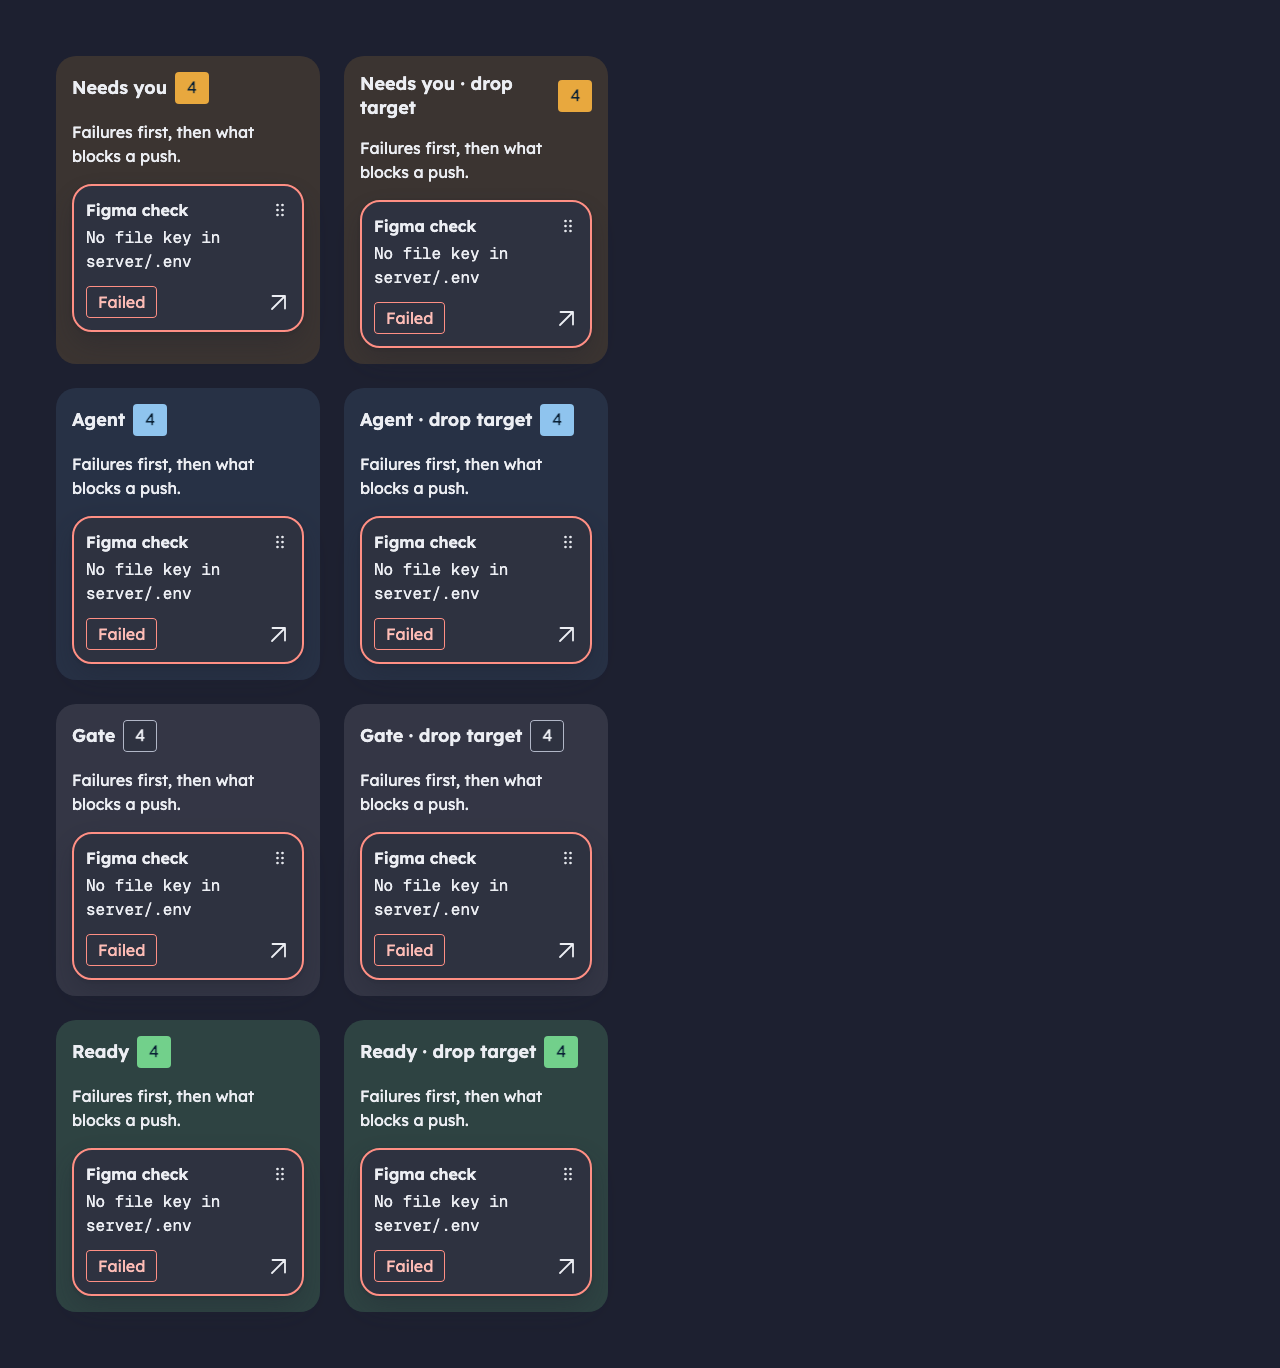 Needs you 4
Failures first, then what
blocks a push.
Figma check
No file key in
server/.env
Failed
Needs you · drop
target 4
Failures first, then what
blocks a push.
Figma check
No file key in
server/.env
Failed
Agent 4
Failures first, then what
blocks a push.
Figma check
No file key in
server/.env
Failed
Agent · drop target 4
Failures first, then what
blocks a push.
Figma check
No file key in
server/.env
Failed
Gate 4
Failures first, then what
blocks a push.
Figma check
No file key in
server/.env
Failed
Gate · drop target 4
Failures first, then what
blocks a push.
Figma check
No file key in
server/.env
Failed
Ready 4
Failures first, then what
blocks a push.
Figma check
No file key in
server/.env
Failed
Ready · drop target 4
Failures first, then what
blocks a push.
Figma check
No file key in
server/.env
Failed